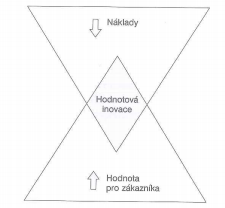 Náklady
Hodnotová
inovace
Hodnota
pro zákazníka